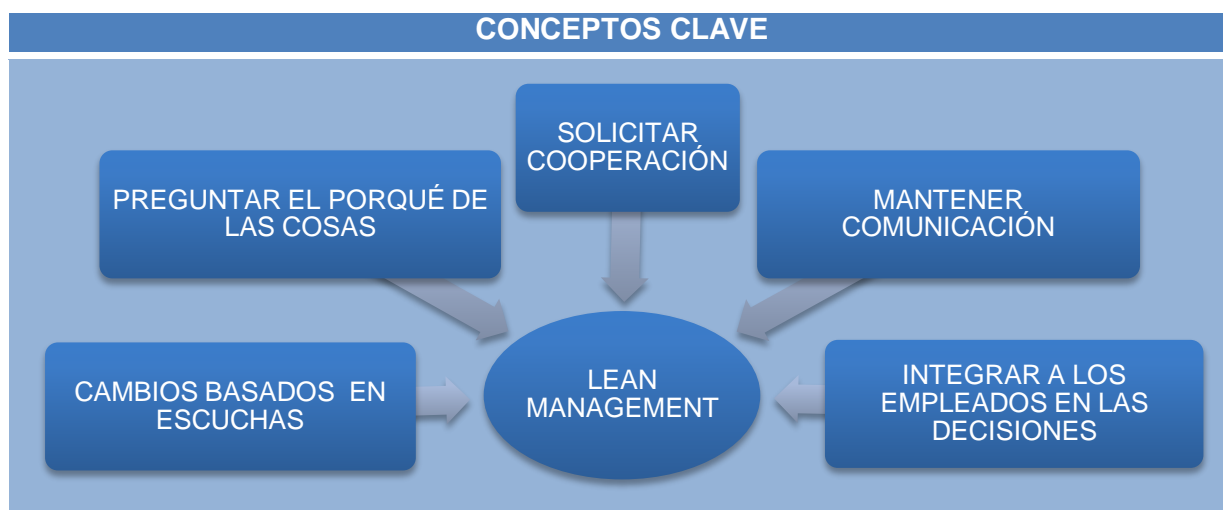 CONCEPTOS CLAVE
SOLICITAR
COOPERACIÓN
PREGUNTAR EL PORQUÉ DE
LAS COSAS
MANTENER
COMUNICACIÓN
CAMBIOS BASADOS  EN
ESCUCHAS
LEAN
MANAGEMENT
INTEGRAR A LOS
EMPLEADOS EN LAS
DECISIONES